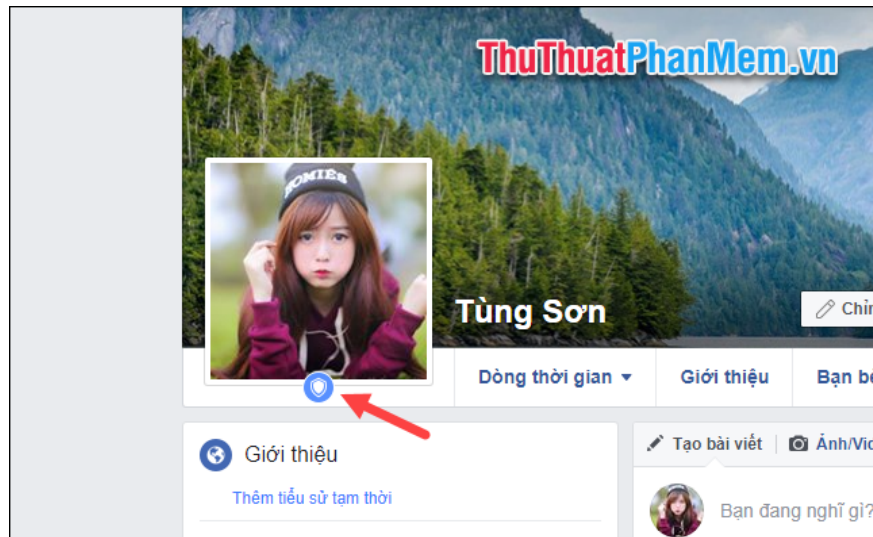 ThuThuatPhanMem.vn
HOMIES
Tùng Sơn
Dòng thời gian
Giới thiệu
Giới thiệu
Thêm tiểu sử tạm thời
Tạo bài viết
Bạn đang nghĩ gì?